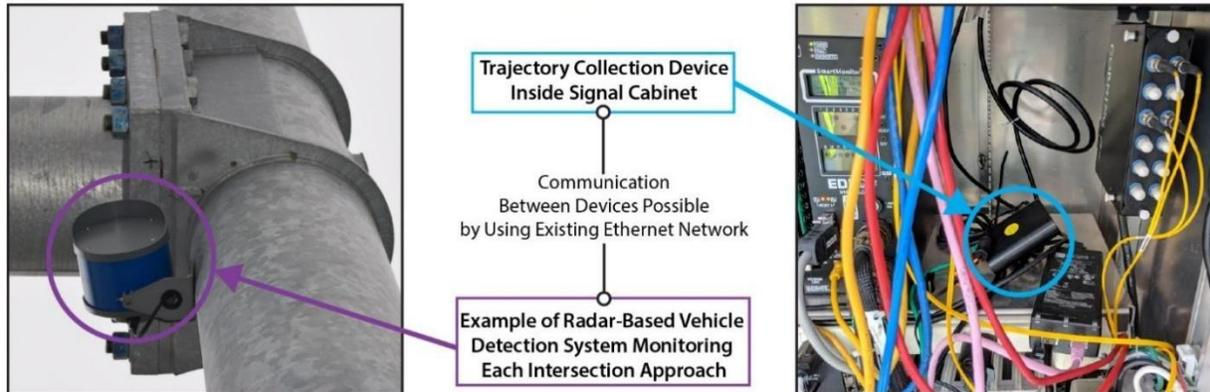 Trajectory Collection Device
Inside Signal Cabinet
Communication
Between Devices Possible
by Using Existing Ethernet Network
Example of Radar-Based Vehicle
Detection System Monitoring
Each Intersection Approach
SmartMonitor